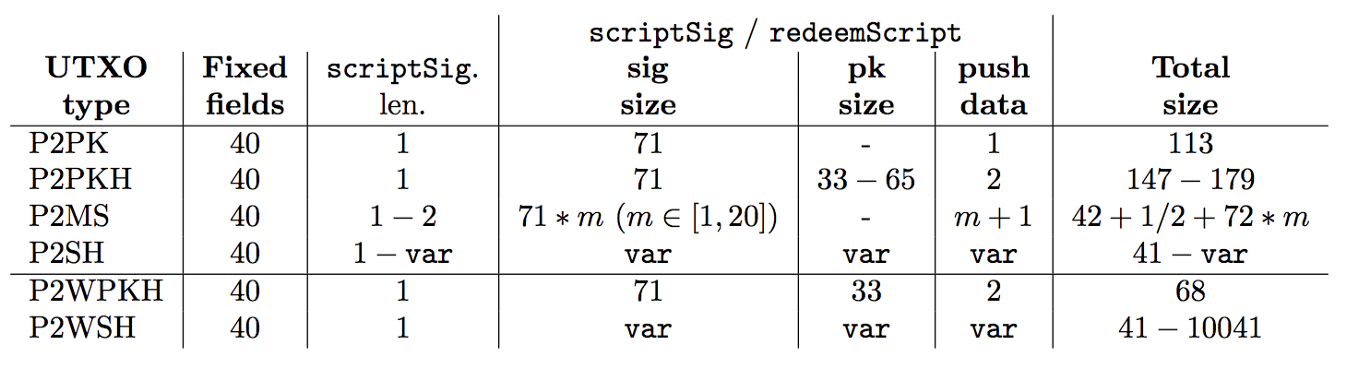 scriptSig / redeemScript
UTXO Fixed scriptSig. sig pk push Total
type fields len. size size data size
P2PK 40 1 71 - 1 113
P2PKH 40 1 71 33 − 65 2 147 − 179
P2MS 40 1 − 2 71 ∗ m (m ∈ [1, 20]) - m + 1 42 + 1/2 + 72 ∗ m
P2SH 40 1 − var var var var 41 − var
P2WPKH 40 1 71 33 2 68
P2WSH 40 1 var var var 41 − 10041